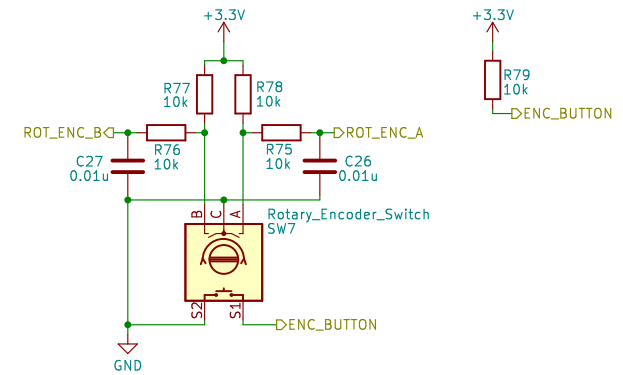 +3.3V
+3.3V
R77
10k
R78
10k
R79
10k
ENC_BUTTON
ROT_ENC_B
R76
10k
R75
10k
ROT_ENC_A
C27
0.01u
C26
0.01u
B
C
A
Rotary_Encoder_Switch
SW7
S2
S1
ENC_BUTTON
GND